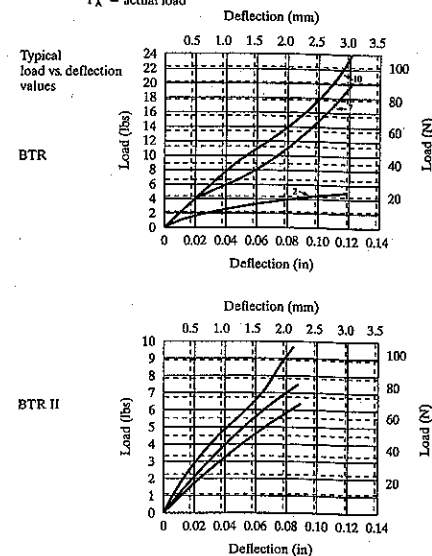 = actual load
Typical
load vs. deflection
values
BTR
Deflection (mm)
0.5 1.0 1.5 2.0 2.5 3.0 3.5
Load (lbs)
24
22
20
18
16
14
12
10
8
6
4
2
0
10
7
2
100
80
60
40
20
Load (N)
0 0.02 0.04 0.06 0.08 0.10 0.12 0.14
Deflection (in)
BTR II
Deflection (mm)
0.5 1.0 1.5 2.0 2.5 3.0 3.5
Load (lbs)
10
9
8
7
6
5
4
3
2
1
0
100
80
60
40
20
Load (N)
0 0.02 0.04 0.06 0.08 0.10 0.12 0.14
Deflection (in)